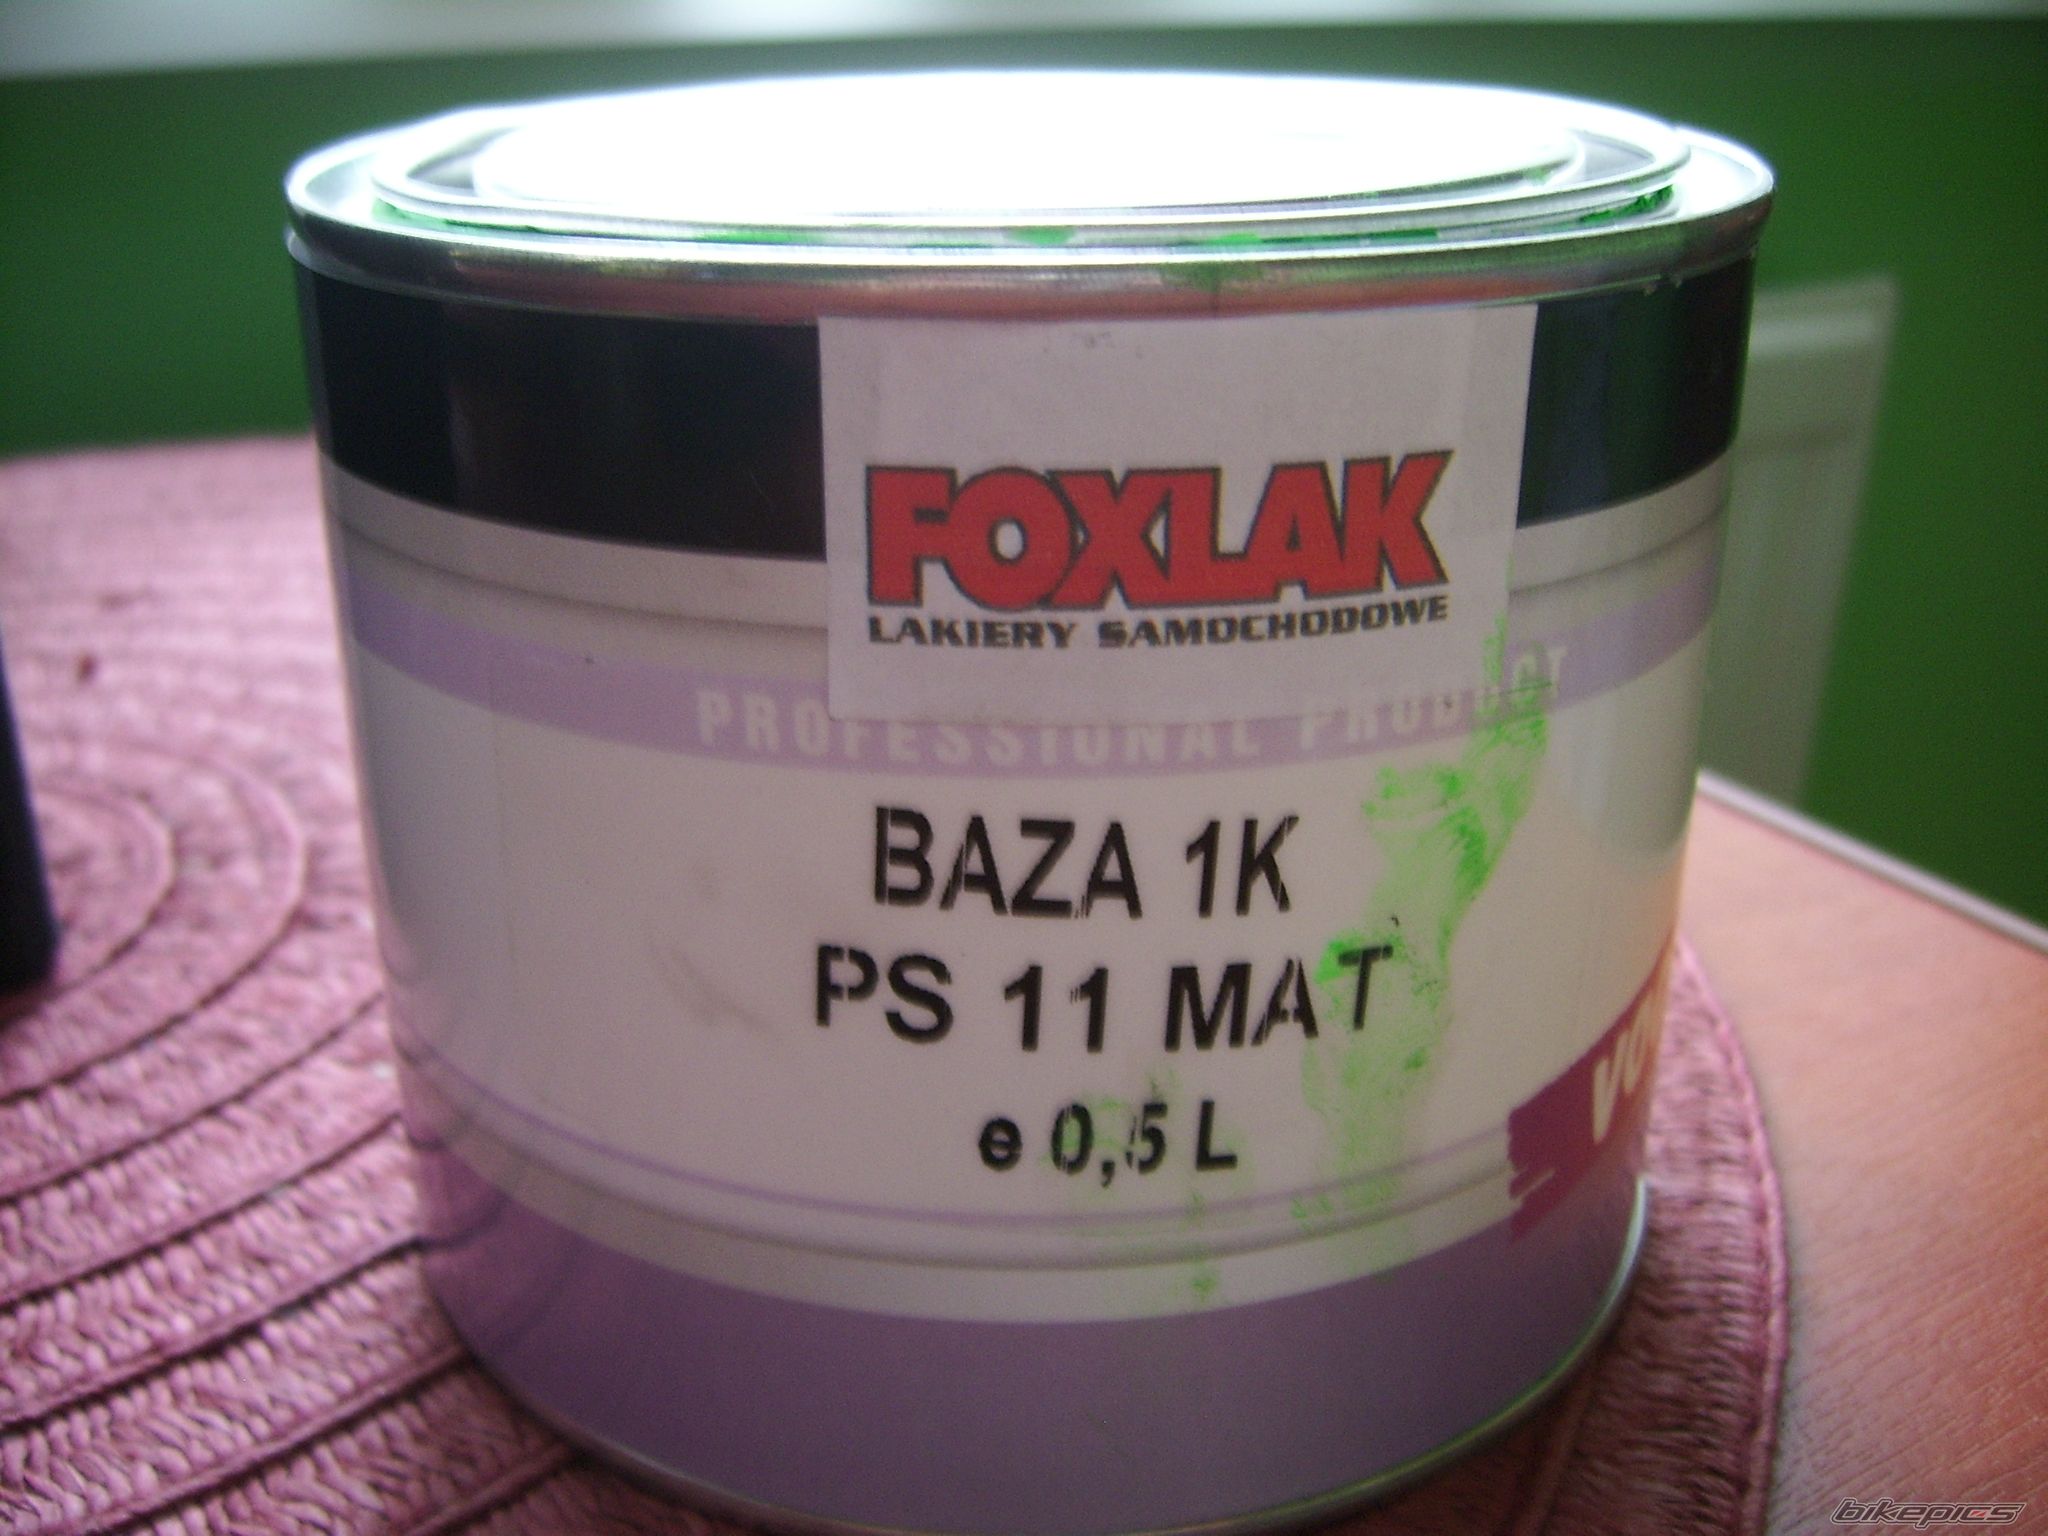 FOXLAK
LAKIERY SAMOCHODOWE
PROFESSIONAL PRODUCT
BAZA 1K
PS 11 MAT
e 0,5 L
bikepics